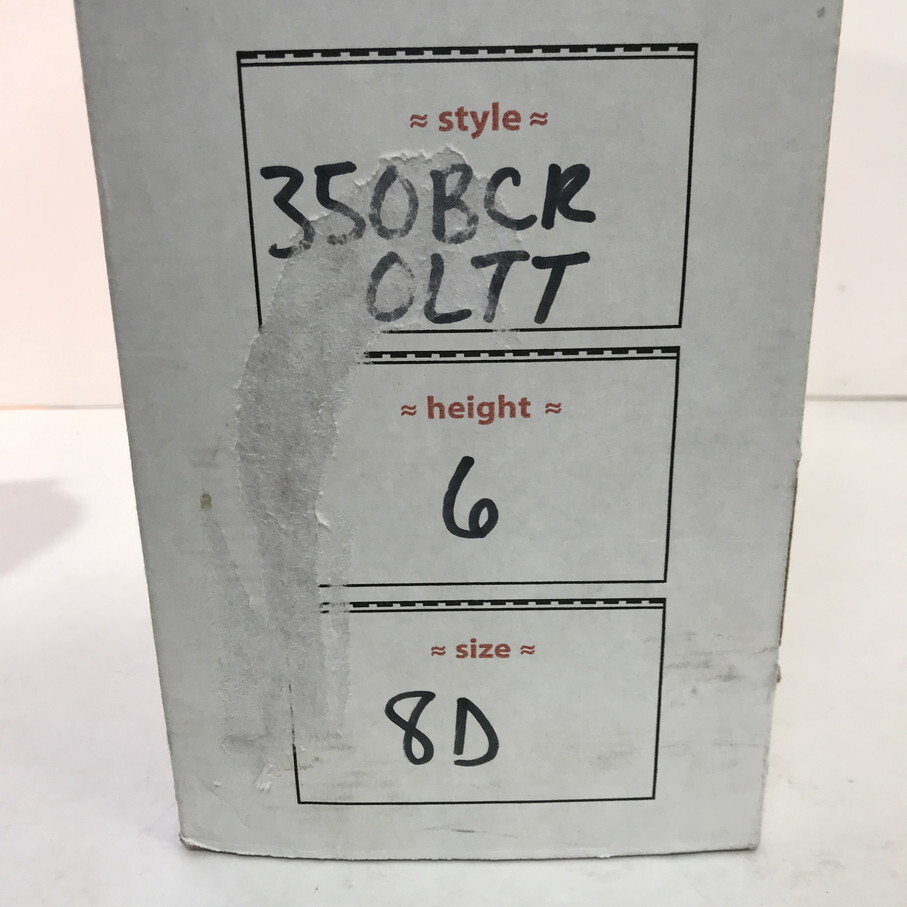 ≈ style ≈
350BCR
OLTT
≈ height ≈
6
≈ size ≈
8D